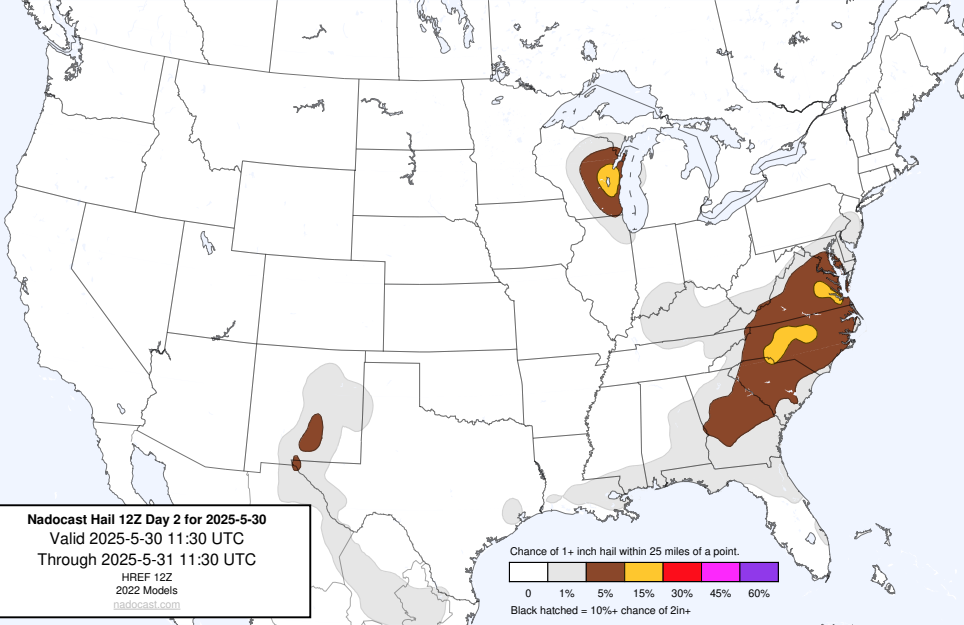 Nadocast Hail 12Z Day 2 for 2025-5-30
Valid 2025-5-30 11:30 UTC
Through 2025-5-31 11:30 UTC
HREF 12Z
2022 Models
nadocast.com
Chance of 1+ inch hail within 25 miles of a point.
0 1% 5% 15% 30% 45% 60%
Black hatched = 10%+ chance of 2in+